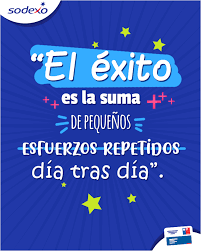 sodexo
“El éxito
es la suma
DE PEQUEÑOS
ESFUERZOS REPETIDOS
día tras día”.